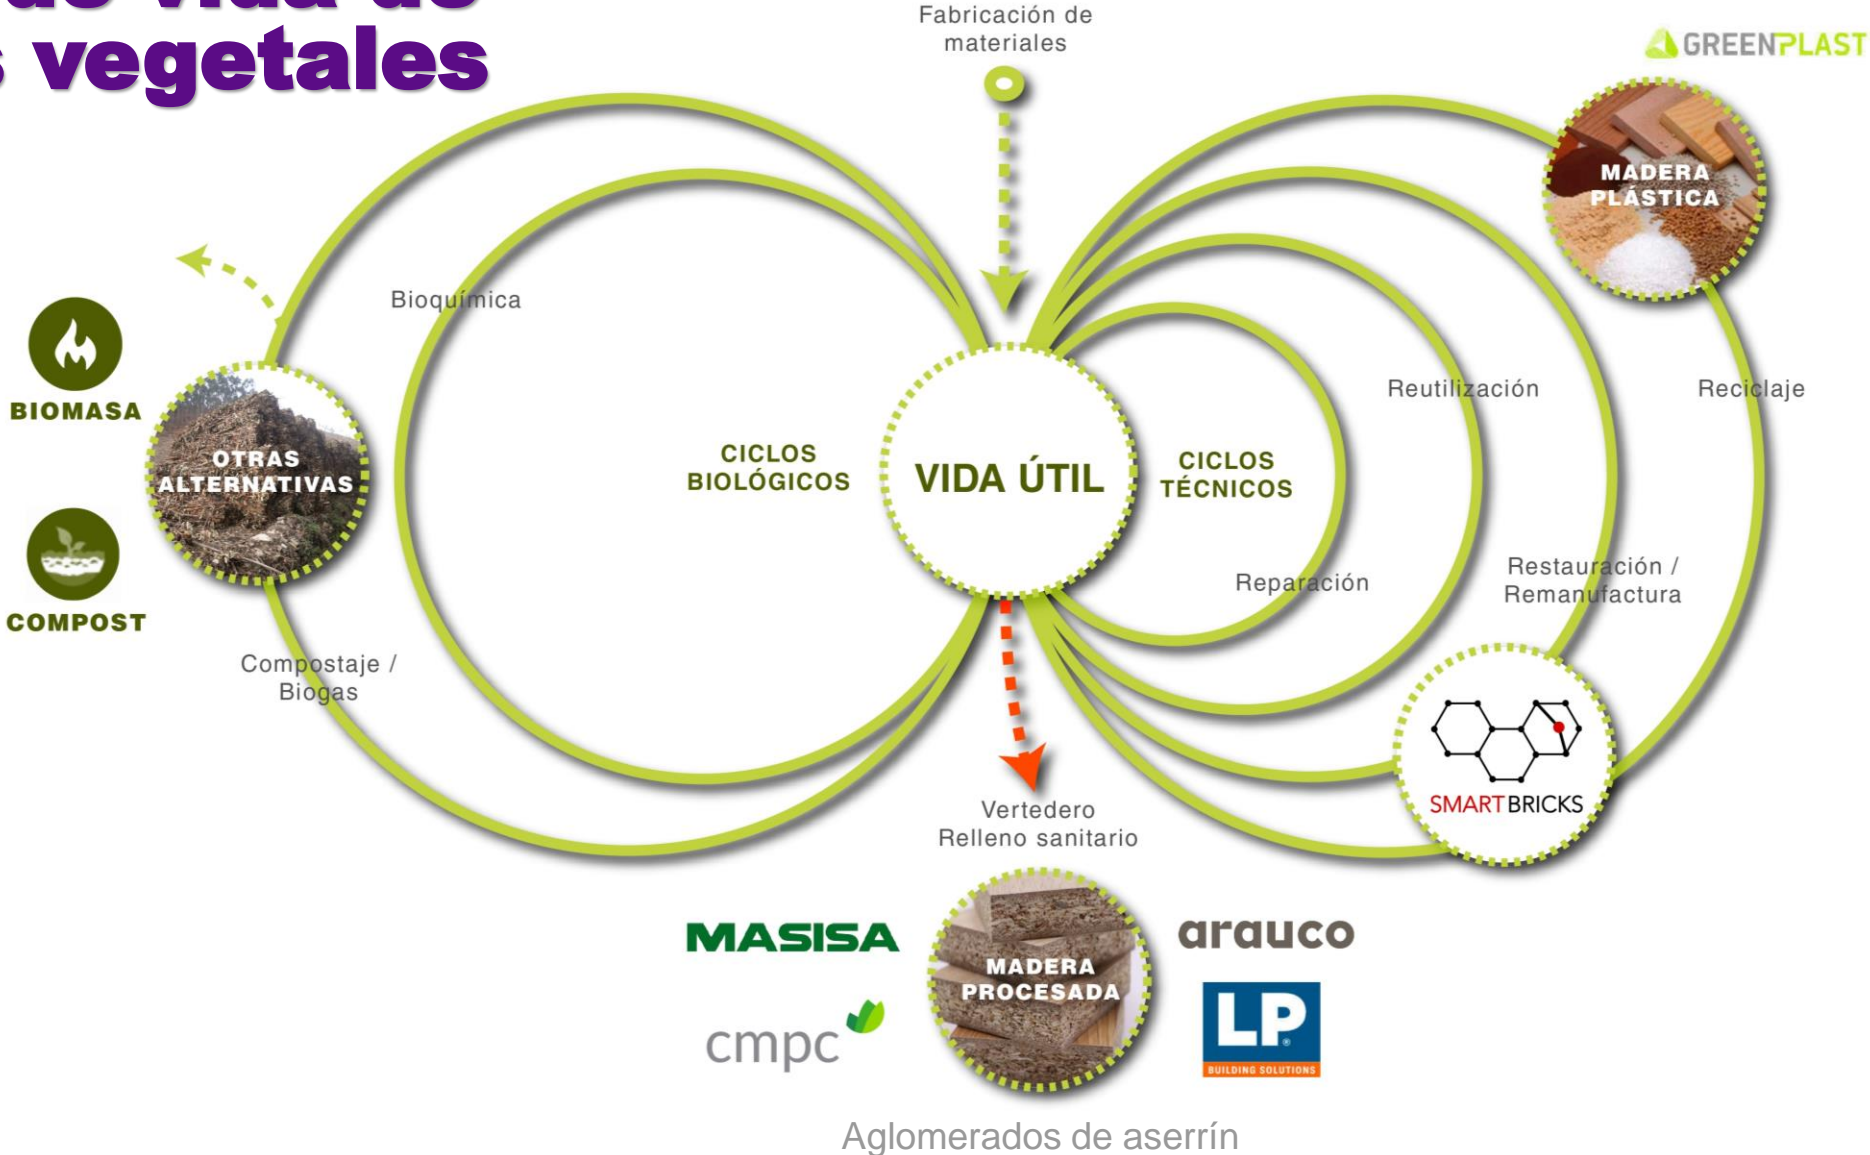 vida de
vegetales
Fabricación de
materiales
GREENPLAST
MADERA
PLÁSTICA
Bioquímica
BIOMASA
OTRAS
ALTERNATIVAS
COMPOST
Compostaje /
Biogas
CICLOS
BIOLÓGICOS
VIDA ÚTIL
CICLOS
TÉCNICOS
Reutilización
Reciclaje
Reparación
Restauración /
Remanufactura
SMARTBRICKS
Vertedero
Relleno sanitario
MASISA
cmpc
MADERA
PROCESADA
arauco
LP
BUILDING SOLUTIONS
Aglomerados de aserrín